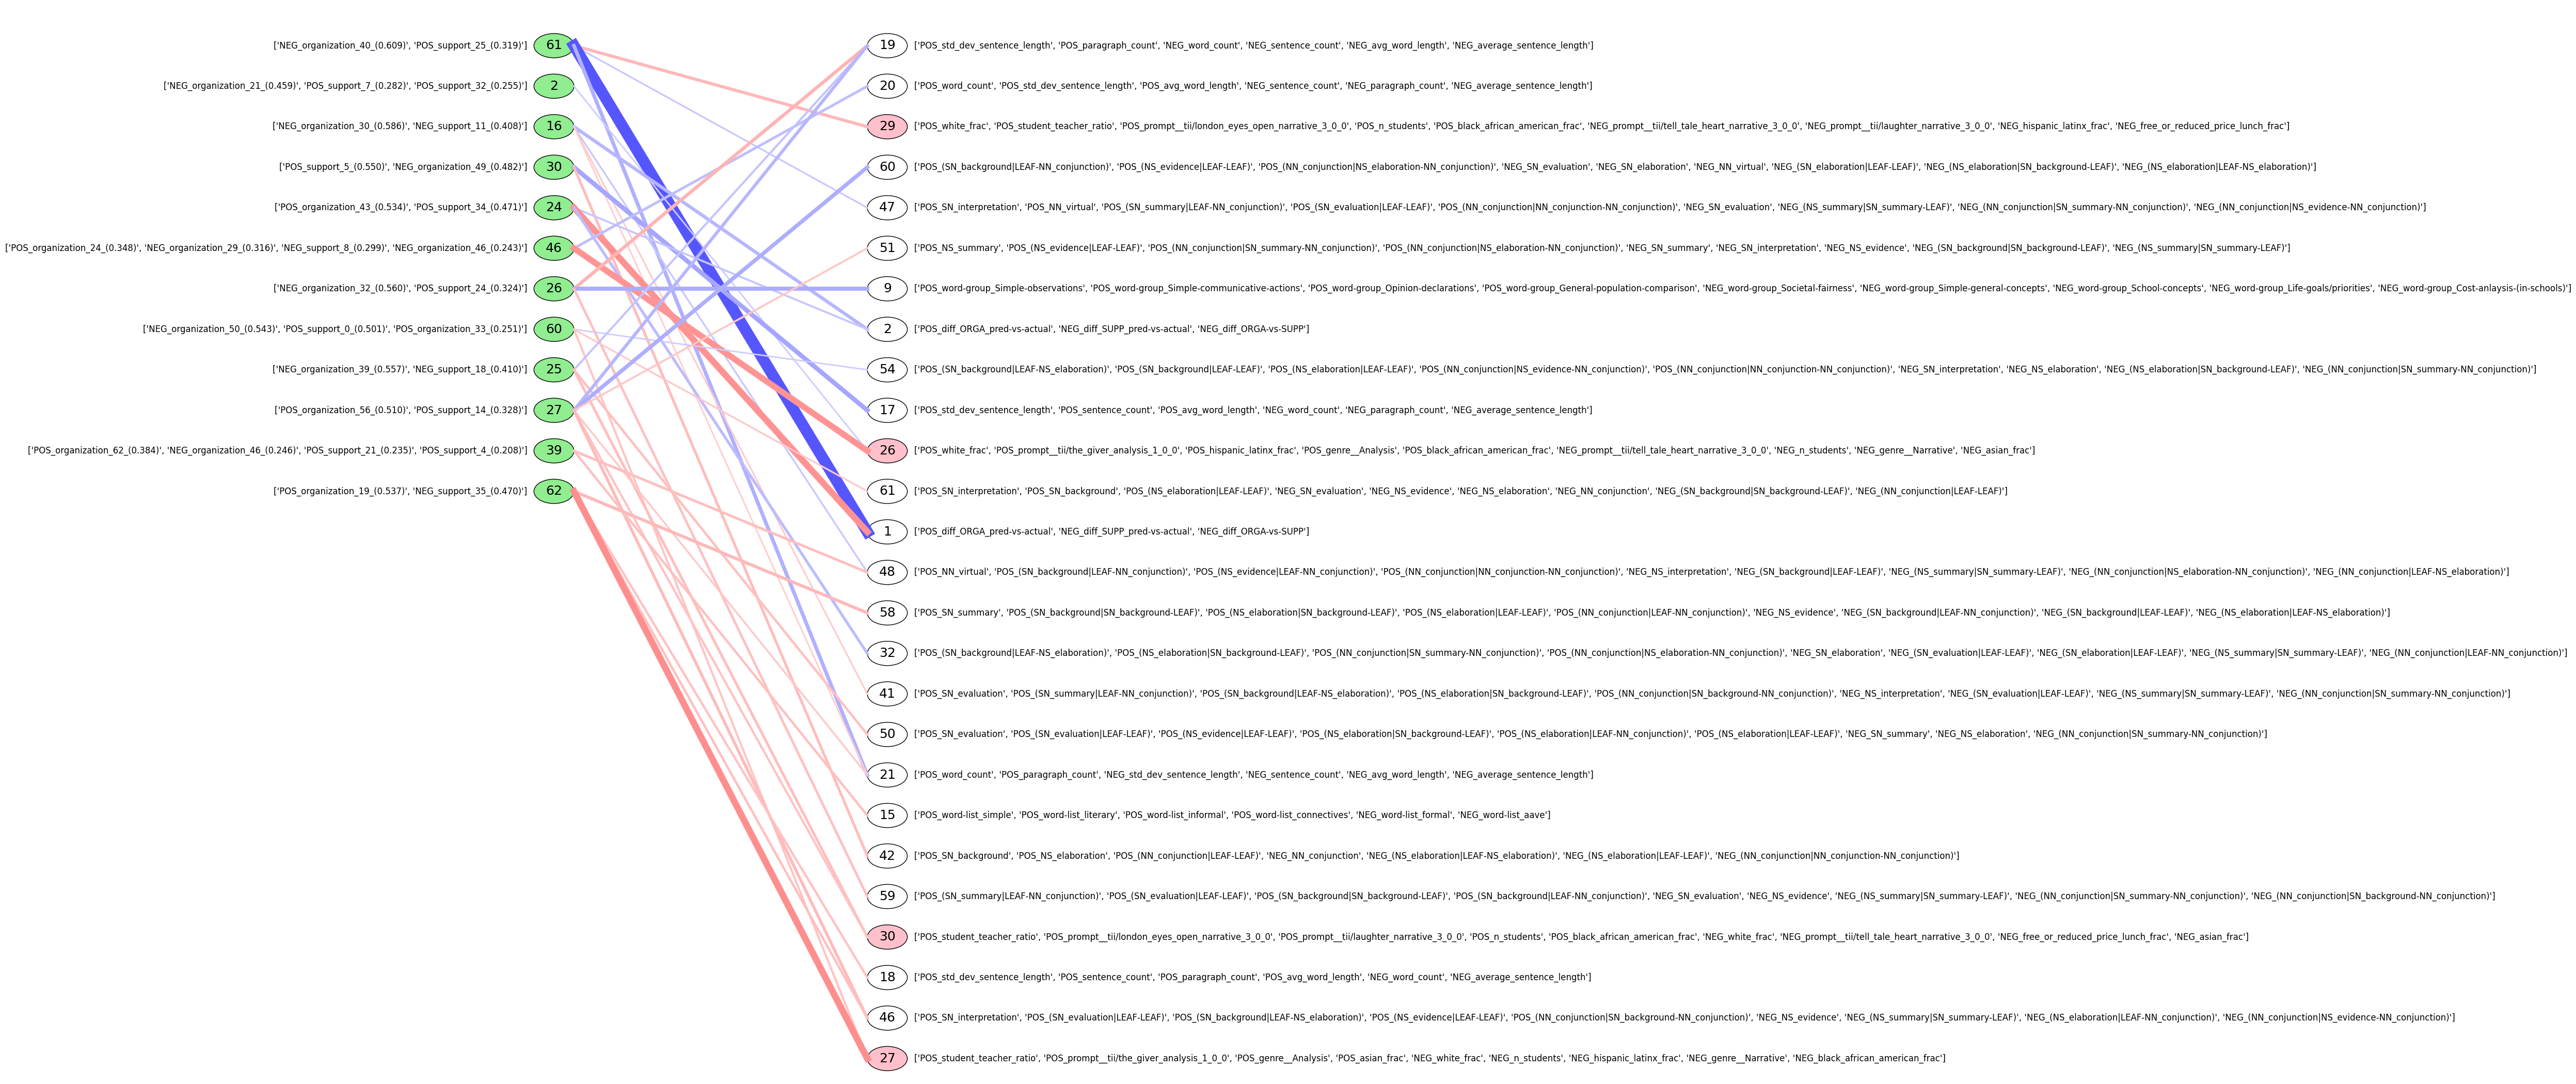 ['NEG_organization_40_(0.609)', 'POS_support_25_(0.319)'] 61
['NEG_organization_21_(0.459)', 'POS_support_7_(0.282)', 'POS_support_32_(0.255)'] 2
['NEG_organization_30_(0.586)', 'NEG_support_11_(0.408)'] 16
['POS_support_5_(0.550)', 'NEG_organization_49_(0.482)'] 30
['POS_organization_43_(0.534)', 'POS_support_34_(0.471)'] 24
['POS_organization_24_(0.348)', 'NEG_organization_29_(0.316)', 'NEG_support_8_(0.299)', 'NEG_organization_46_(0.243)'] 46
['NEG_organization_32_(0.560)', 'POS_support_24_(0.324)'] 26
['NEG_organization_50_(0.543)', 'POS_support_0_(0.501)', 'POS_organization_33_(0.251)'] 60
['NEG_organization_39_(0.557)', 'NEG_support_18_(0.410)'] 25
['POS_organization_56_(0.510)', 'POS_support_14_(0.328)'] 27
['POS_organization_62_(0.384)', 'NEG_organization_46_(0.246)', 'POS_support_21_(0.235)', 'POS_support_4_(0.208)'] 39
['POS_organization_19_(0.537)', 'NEG_support_35_(0.470)'] 62
19 ['POS_std_dev_sentence_length', 'POS_paragraph_count', 'NEG_word_count', 'NEG_sentence_count', 'NEG_avg_word_length', 'NEG_average_sentence_length']
20 ['POS_word_count', 'POS_std_dev_sentence_length', 'POS_avg_word_length', 'NEG_sentence_count', 'NEG_paragraph_count', 'NEG_average_sentence_length']
29 ['POS_white_frac', 'POS_student_teacher_ratio', 'POS_prompt__tii/london_eyes_open_narrative_3_0_0', 'POS_n_students', 'POS_black_african_american_frac', 'NEG_prompt__tii/tell_tale_heart_narrative_3_0_0', 'NEG_prompt__tii/laughter_narrative_3_0_0', 'NEG_hispanic_latinx_frac', 'NEG_free_or_reduced_price_lunch_frac']
60 ['POS_(SN_background|LEAF-NN_conjunction)', 'POS_(NS_evidence|LEAF-LEAF)', 'POS_(NN_conjunction|NS_elaboration-NN_conjunction)', 'NEG_SN_evaluation', 'NEG_SN_elaboration', 'NEG_NN_virtual', 'NEG_(SN_elaboration|LEAF-LEAF)', 'NEG_(NS_elaboration|SN_background-LEAF)', 'NEG_(NS_elaboration|LEAF-NS_elaboration)']
47 ['POS_SN_interpretation', 'POS_NN_virtual', 'POS_(SN_summary|LEAF-NN_conjunction)', 'POS_(SN_evaluation|LEAF-LEAF)', 'POS_(NN_conjunction|NN_conjunction-NN_conjunction)', 'NEG_SN_evaluation', 'NEG_(NS_summary|SN_summary-LEAF)', 'NEG_(NN_conjunction|SN_summary-NN_conjunction)', 'NEG_(NN_conjunction|NS_evidence-NN_conjunction)']
51 ['POS_NS_summary', 'POS_(NS_evidence|LEAF-LEAF)', 'POS_(NN_conjunction|SN_summary-NN_conjunction)', 'POS_(NN_conjunction|NS_elaboration-NN_conjunction)', 'NEG_SN_summary', 'NEG_SN_interpretation', 'NEG_NS_evidence', 'NEG_(SN_background|SN_background-LEAF)', 'NEG_(NS_summary|SN_summary-LEAF)']
9 ['POS_word-group_Simple-observations', 'POS_word-group_Simple-communicative-actions', 'POS_word-group_Opinion-declarations', 'POS_word-group_General-population-comparison', 'NEG_word-group_Societal-fairness', 'NEG_word-group_Simple-general-concepts', 'NEG_word-group_School-concepts', 'NEG_word-group_Life-goals/priorities', 'NEG_word-group_Cost-anlaysis-(in-schools)']
2 ['POS_diff_ORGA_pred-vs-actual', 'NEG_diff_SUPP_pred-vs-actual', 'NEG_diff_ORGA-vs-SUPP']
54 ['POS_(SN_background|LEAF-NS_elaboration)', 'POS_(SN_background|LEAF-LEAF)', 'POS_(NS_elaboration|LEAF-LEAF)', 'POS_(NN_conjunction|NS_evidence-NN_conjunction)', 'POS_(NN_conjunction|NN_conjunction-NN_conjunction)', 'NEG_SN_interpretation', 'NEG_NS_elaboration', 'NEG_(NS_elaboration|SN_background-LEAF)', 'NEG_(NN_conjunction|SN_summary-NN_conjunction)']
17 ['POS_std_dev_sentence_length', 'POS_sentence_count', 'POS_avg_word_length', 'NEG_word_count', 'NEG_paragraph_count', 'NEG_average_sentence_length']
26 ['POS_white_frac', 'POS_prompt__tii/the_giver_analysis_1_0_0', 'POS_hispanic_latinx_frac', 'POS_genre__Analysis', 'POS_black_african_american_frac', 'NEG_prompt__tii/tell_tale_heart_narrative_3_0_0', 'NEG_n_students', 'NEG_genre__Narrative', 'NEG_asian_frac']
61 ['POS_SN_interpretation', 'POS_SN_background', 'POS_(NS_elaboration|LEAF-LEAF)', 'NEG_SN_evaluation', 'NEG_NS_evidence', 'NEG_NS_elaboration', 'NEG_NN_conjunction', 'NEG_(SN_background|SN_background-LEAF)', 'NEG_(NN_conjunction|LEAF-LEAF)']
1 ['POS_diff_ORGA_pred-vs-actual', 'NEG_diff_SUPP_pred-vs-actual', 'NEG_diff_ORGA-vs-SUPP']
48 ['POS_NN_virtual', 'POS_(SN_background|LEAF-NN_conjunction)', 'POS_(NS_evidence|LEAF-NN_conjunction)', 'POS_(NN_conjunction|NN_conjunction-NN_conjunction)', 'NEG_NS_interpretation', 'NEG_(SN_background|LEAF-LEAF)', 'NEG_(NS_summary|SN_summary-LEAF)', 'NEG_(NN_conjunction|NS_elaboration-NN_conjunction)', 'NEG_(NN_conjunction|LEAF-NS_elaboration)']
58 ['POS_SN_summary', 'POS_(SN_background|SN_background-LEAF)', 'POS_(NS_elaboration|SN_background-LEAF)', 'POS_(NS_elaboration|LEAF-LEAF)', 'POS_(NN_conjunction|LEAF-NN_conjunction)', 'NEG_NS_evidence', 'NEG_(SN_background|LEAF-NN_conjunction)', 'NEG_(SN_background|LEAF-LEAF)', 'NEG_(NS_elaboration|LEAF-NS_elaboration)']
32 ['POS_(SN_background|LEAF-NS_elaboration)', 'POS_(NS_elaboration|SN_background-LEAF)', 'POS_(NN_conjunction|SN_summary-NN_conjunction)', 'POS_(NN_conjunction|NS_elaboration-NN_conjunction)', 'NEG_SN_elaboration', 'NEG_(SN_evaluation|LEAF-LEAF)', 'NEG_(SN_elaboration|LEAF-LEAF)', 'NEG_(NS_summary|SN_summary-LEAF)', 'NEG_(NN_conjunction|LEAF-NN_conjunction)']
41 ['POS_SN_evaluation', 'POS_(SN_summary|LEAF-NN_conjunction)', 'POS_(SN_background|LEAF-NS_elaboration)', 'POS_(NS_elaboration|SN_background-LEAF)', 'POS_(NN_conjunction|SN_background-NN_conjunction)', 'NEG_NS_interpretation', 'NEG_(SN_evaluation|LEAF-LEAF)', 'NEG_(NS_summary|SN_summary-LEAF)', 'NEG_(NN_conjunction|SN_summary-NN_conjunction)']
50 ['POS_SN_evaluation', 'POS_(SN_evaluation|LEAF-LEAF)', 'POS_(NS_evidence|LEAF-LEAF)', 'POS_(NS_elaboration|SN_background-LEAF)', 'POS_(NS_elaboration|LEAF-NN_conjunction)', 'POS_(NS_elaboration|LEAF-LEAF)', 'NEG_SN_summary', 'NEG_NS_elaboration', 'NEG_(NN_conjunction|SN_summary-NN_conjunction)']
21 ['POS_word_count', 'POS_paragraph_count', 'NEG_std_dev_sentence_length', 'NEG_sentence_count', 'NEG_avg_word_length', 'NEG_average_sentence_length']
15 ['POS_word-list_simple', 'POS_word-list_literary', 'POS_word-list_informal', 'POS_word-list_connectives', 'NEG_word-list_formal', 'NEG_word-list_aave']
42 ['POS_SN_background', 'POS_NS_elaboration', 'POS_(NN_conjunction|LEAF-LEAF)', 'NEG_NN_conjunction', 'NEG_(NS_elaboration|LEAF-NS_elaboration)', 'NEG_(NS_elaboration|LEAF-LEAF)', 'NEG_(NN_conjunction|NN_conjunction-NN_conjunction)']
59 ['POS_(SN_summary|LEAF-NN_conjunction)', 'POS_(SN_evaluation|LEAF-LEAF)', 'POS_(SN_background|SN_background-LEAF)', 'POS_(SN_background|LEAF-NN_conjunction)', 'NEG_SN_evaluation', 'NEG_NS_evidence', 'NEG_(NS_summary|SN_summary-LEAF)', 'NEG_(NN_conjunction|SN_summary-NN_conjunction)', 'NEG_(NN_conjunction|SN_background-NN_conjunction)']
30 ['POS_student_teacher_ratio', 'POS_prompt__tii/london_eyes_open_narrative_3_0_0', 'POS_prompt__tii/laughter_narrative_3_0_0', 'POS_n_students', 'POS_black_african_american_frac', 'NEG_white_frac', 'NEG_prompt__tii/tell_tale_heart_narrative_3_0_0', 'NEG_free_or_reduced_price_lunch_frac', 'NEG_asian_frac']
18 ['POS_std_dev_sentence_length', 'POS_sentence_count', 'POS_paragraph_count', 'POS_avg_word_length', 'NEG_word_count', 'NEG_average_sentence_length']
46 ['POS_SN_interpretation', 'POS_(SN_evaluation|LEAF-LEAF)', 'POS_(SN_background|LEAF-NS_elaboration)', 'POS_(NS_evidence|LEAF-LEAF)', 'POS_(NN_conjunction|SN_background-NN_conjunction)', 'NEG_NS_evidence', 'NEG_(NS_summary|SN_summary-LEAF)', 'NEG_(NS_elaboration|LEAF-NN_conjunction)', 'NEG_(NN_conjunction|NS_evidence-NN_conjunction)']
27 ['POS_student_teacher_ratio', 'POS_prompt__tii/the_giver_analysis_1_0_0', 'POS_genre__Analysis', 'POS_asian_frac', 'NEG_white_frac', 'NEG_n_students', 'NEG_hispanic_latinx_frac', 'NEG_genre__Narrative', 'NEG_black_african_american_frac']